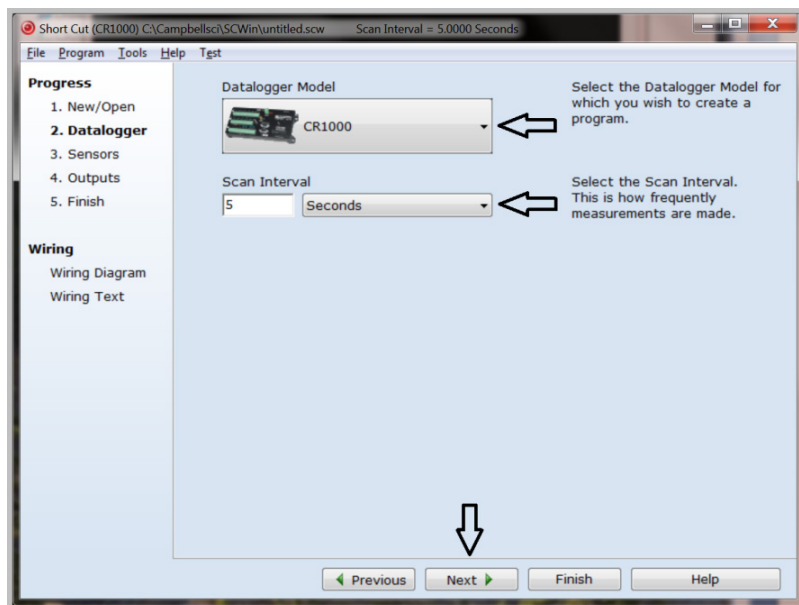 Short Cut (CR1000) C:\Campbellsci\SCWin\untitled.scw Scan Interval = 5.0000 Seconds
File Program Tools Help Test
Progress
1. New/Open
2. Datalogger
3. Sensors
4. Outputs
5. Finish
Wiring
Wiring Diagram
Wiring Text
Datalogger Model
CR1000
Select the Datalogger Model for
which you wish to create a
program.
Scan Interval
5 Seconds
Select the Scan Interval.
This is how frequently
measurements are made.
Previous Next Finish Help